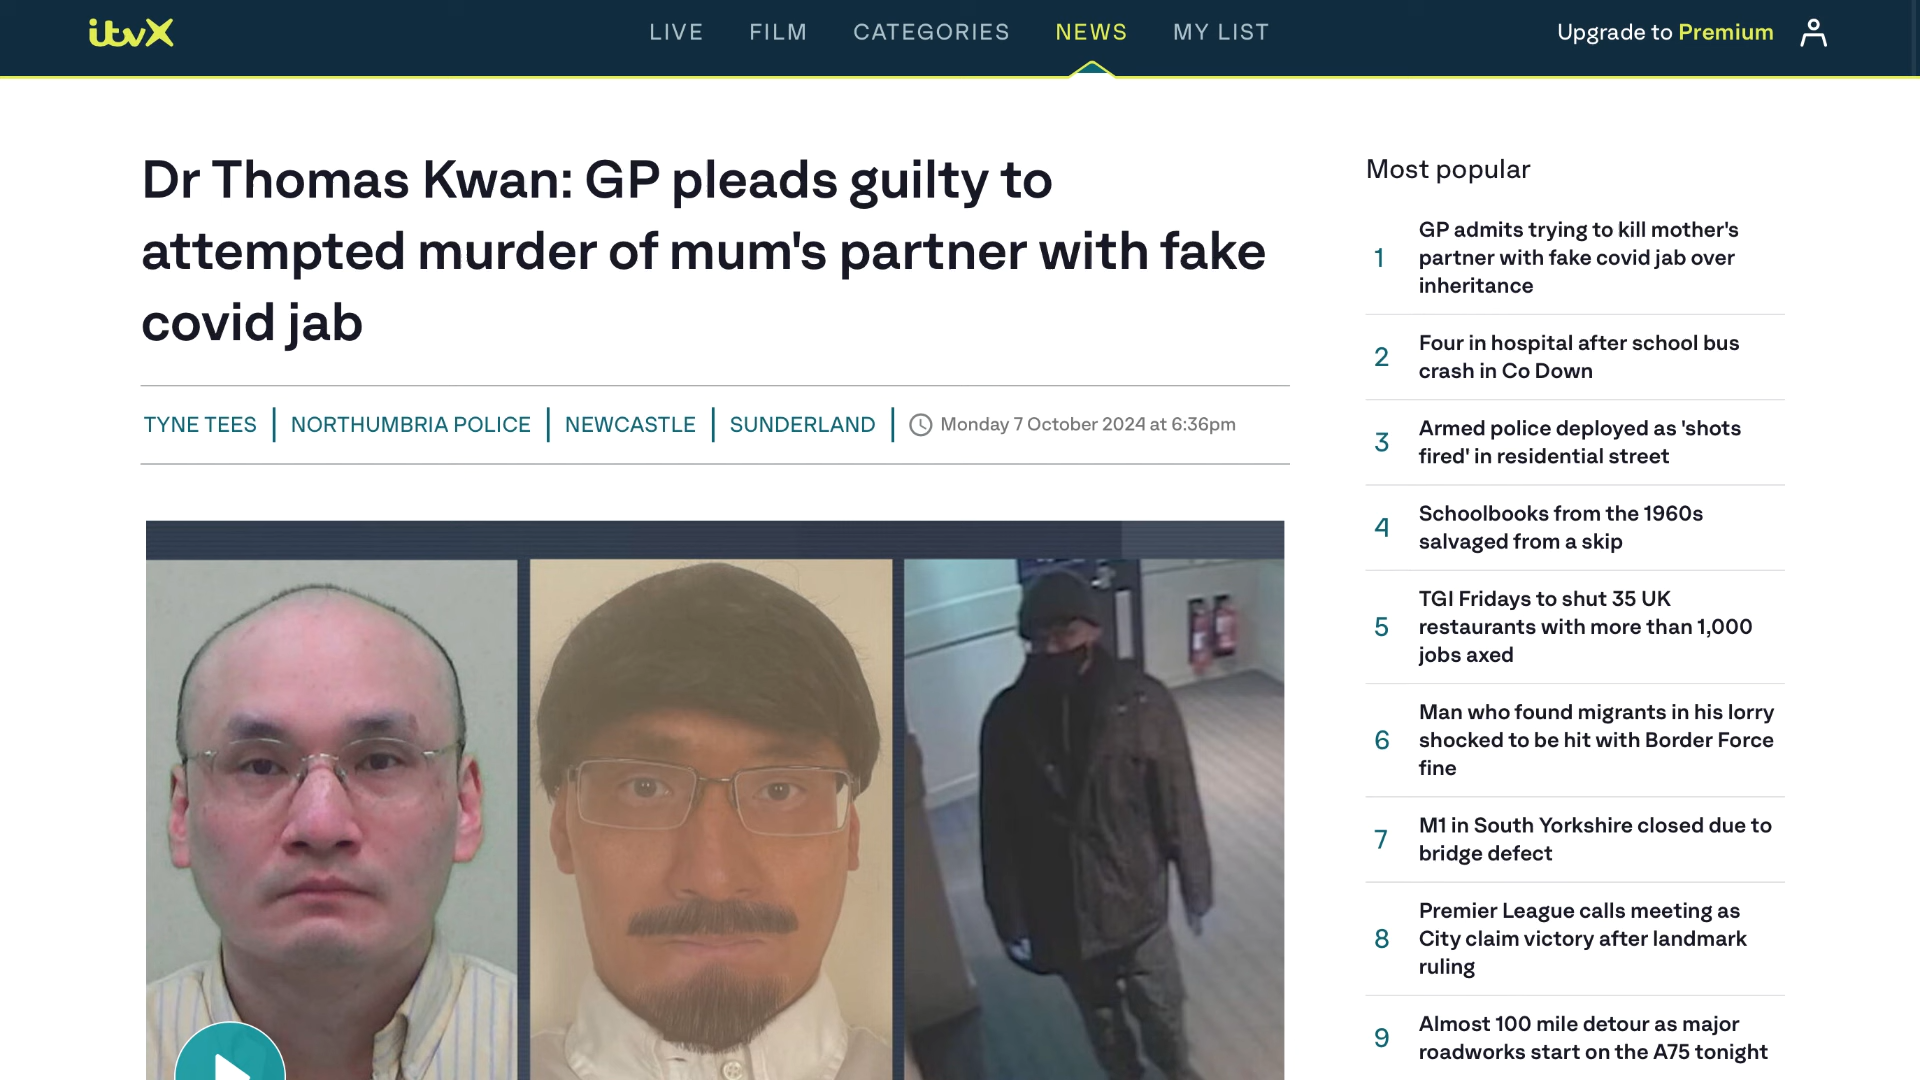 itvX
LIVE
FILM
CATEGORIES
NEWS
MY LIST
Upgrade to Premium
Dr Thomas Kwan: GP pleads guilty to
attempted murder of mum's partner with fake
covid jab
TYNE TEES
NORTHUMBRIA POLICE
NEWCASTLE
SUNDERLAND
Monday 7 October 2024 at 6:36pm
Most popular
1
GP admits trying to kill mother's
partner with fake covid jab over
inheritance
2
Four in hospital after school bus
crash in Co Down
3
Armed police deployed as 'shots
fired' in residential street
4
Schoolbooks from the 1960s
salvaged from a skip
5
TGI Fridays to shut 35 UK
restaurants with more than 1,000
jobs axed
6
Man who found migrants in his lorry
shocked to be hit with Border Force
fine
7
M1 in South Yorkshire closed due to
bridge defect
8
Premier League calls meeting as
City claim victory after landmark
ruling
9
Almost 100 mile detour as major
roadworks start on the A75 tonight